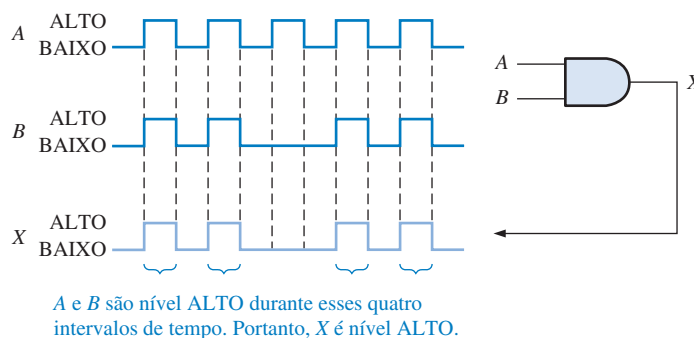 A ALTO
BAIXO
B ALTO
BAIXO
X ALTO
BAIXO
A
B
X
A e B são nível ALTO durante esses quatro
intervalos de tempo. Portanto, X é nível ALTO.